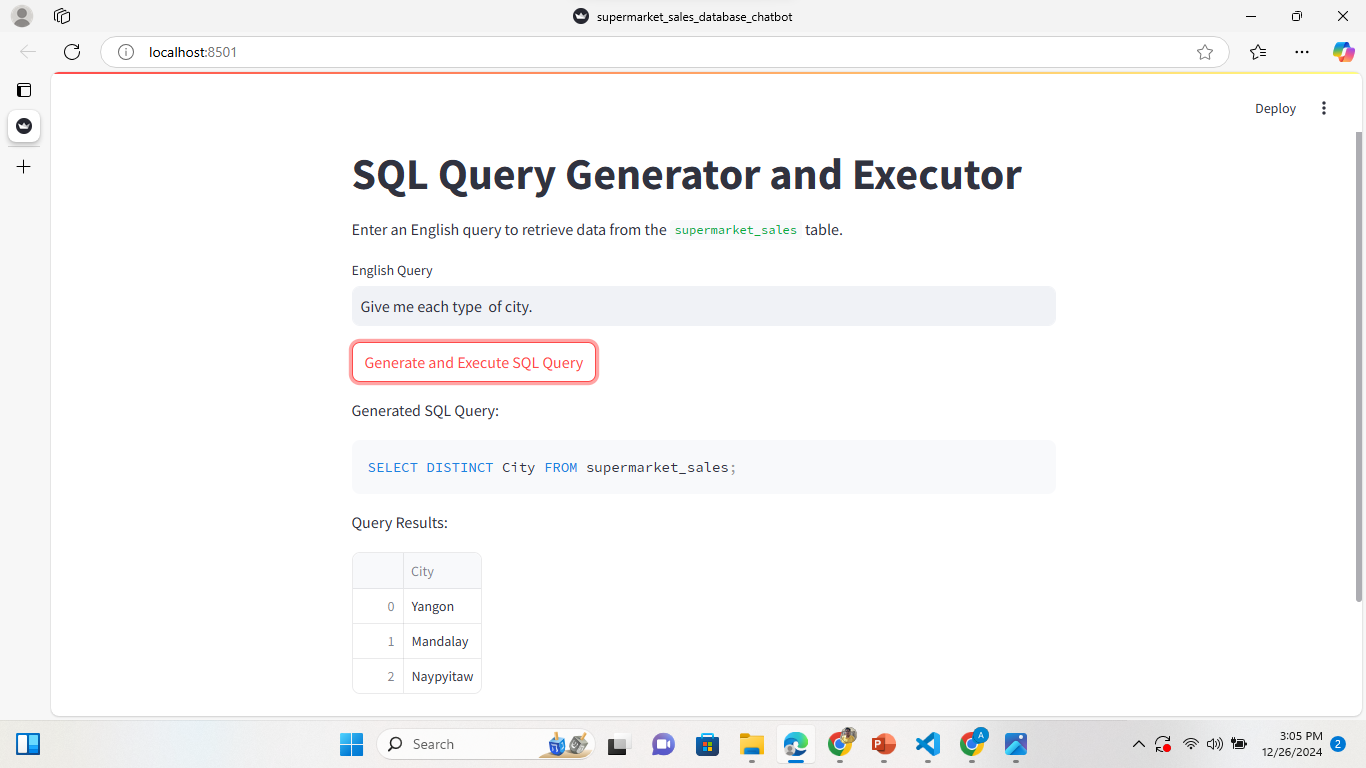 supermarket_sales_database_chatbot
localhost:8501
Deploy
SQL Query Generator and Executor
Enter an English query to retrieve data from the supermarket_sales table.
English Query
Give me each type  of city.
Generate and Execute SQL Query
Generated SQL Query:
SELECT DISTINCT City FROM supermarket_sales;
Query Results:
City
0 Yangon
1 Mandalay
2 Naypyitaw
Search
A
3:05 PM
12/26/2024
2